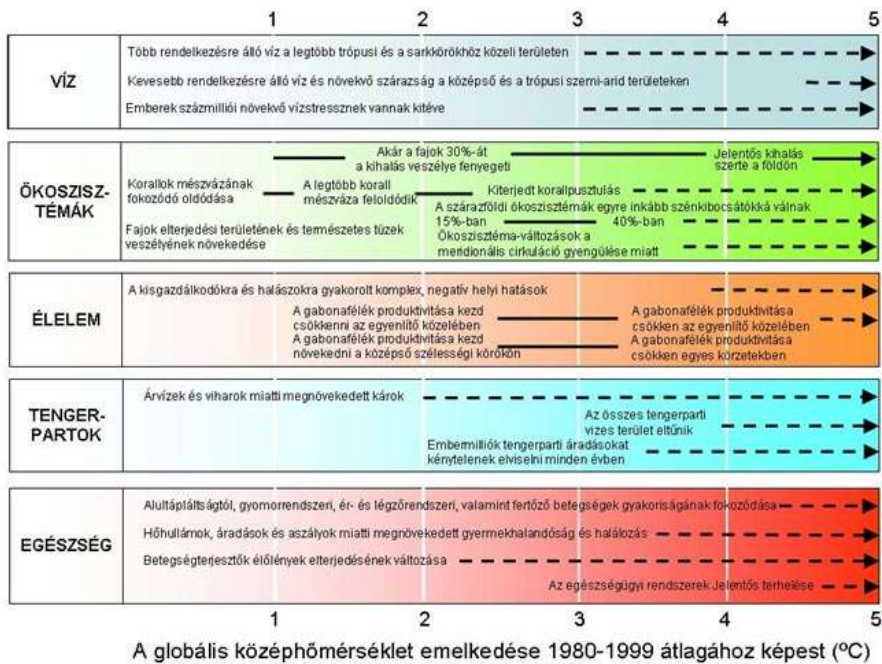 1 2 3 4 5
VÍZ
Több rendelkezésre álló víz a legtöbb trópusi és a sarkkörökhöz közeli területen
Kevesebb rendelkezésre álló víz és növekvő szárazság a középső és a trópusi szemi-arid területeken
Emberek százmilliói növekvő vízstressznek vannak kitéve
ÖKOSZISZ-
TÉMÁK
Akár a fajok 30%-át
a kihalás veszélye fenyegeti
Jelentős kihalás
szerte a földön
Korallok mészvázának
fokozódó oldódása
A legtöbb korall
mészváza feloldódik
Kiterjedt korallpusztulás
A szárazföldi ökoszisztémák egyre inkább szénkibocsátókká válnak
15%-ban 40%-ban
Fajok elterjedési területének és természetes tüzek
veszélyének növekedése
Ökoszisztéma-változások a
meridionális cirkuláció gyengülése miatt
ÉLELEM
A kisgazdálkodókra és halászokra gyakorolt komplex, negatív helyi hatások
A gabonafélék produktivitása kezd
csökkenni az egyenlítő közelében
A gabonafélék produktivitása
csökken az egyenlítő közelében
A gabonafélék produktivitása kezd
növekedni a középső szélességi körökön
A gabonafélék produktivitása
csökken egyes körzetekben
TENGER-
PARTOK
Árvízek és viharok miatti megnövekedett károk
Az összes tengerparti
vizes terület eltűnik
Embermilliók tengerparti áradásokat
kénytelenek elviselni minden évben
EGÉSZSÉG
Alultápláltságtól, gyomorrendszeri, ér- és légzőrendszeri, valamint fertőző betegségek gyakoriságának fokozódása
Hőhullámok, áradások és aszályok miatti megnövekedett gyermekhalandóság és halálozás
Betegségterjesztők élőlények elterjedésének változása
Az egészségügyi rendszerek Jelentős terhelése
1 2 3 4 5
A globális középhőmérséklet emelkedése 1980-1999 átlagához képest (ºC)